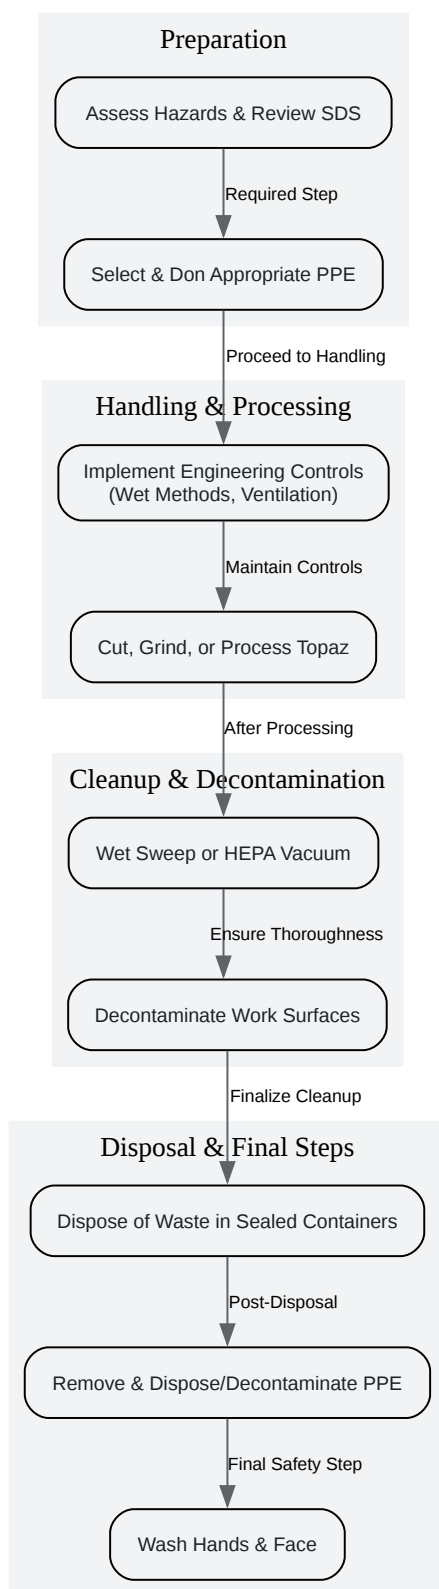 Preparation
Assess Hazards & Review SDS
Required Step
Select & Don Appropriate PPE
Proceed to Handling
Handling & Processing
Implement Engineering Controls
(Wet Methods, Ventilation)
Maintain Controls
Cut, Grind, or Process Topaz
After Processing
Cleanup & Decontamination
Wet Sweep or HEPA Vacuum
Ensure Thoroughness
Decontaminate Work Surfaces
Finalize Cleanup
Disposal & Final Steps
Dispose of Waste in Sealed Containers
Post-Disposal
Remove & Dispose/Decontaminate PPE
Final Safety Step
Wash Hands & Face